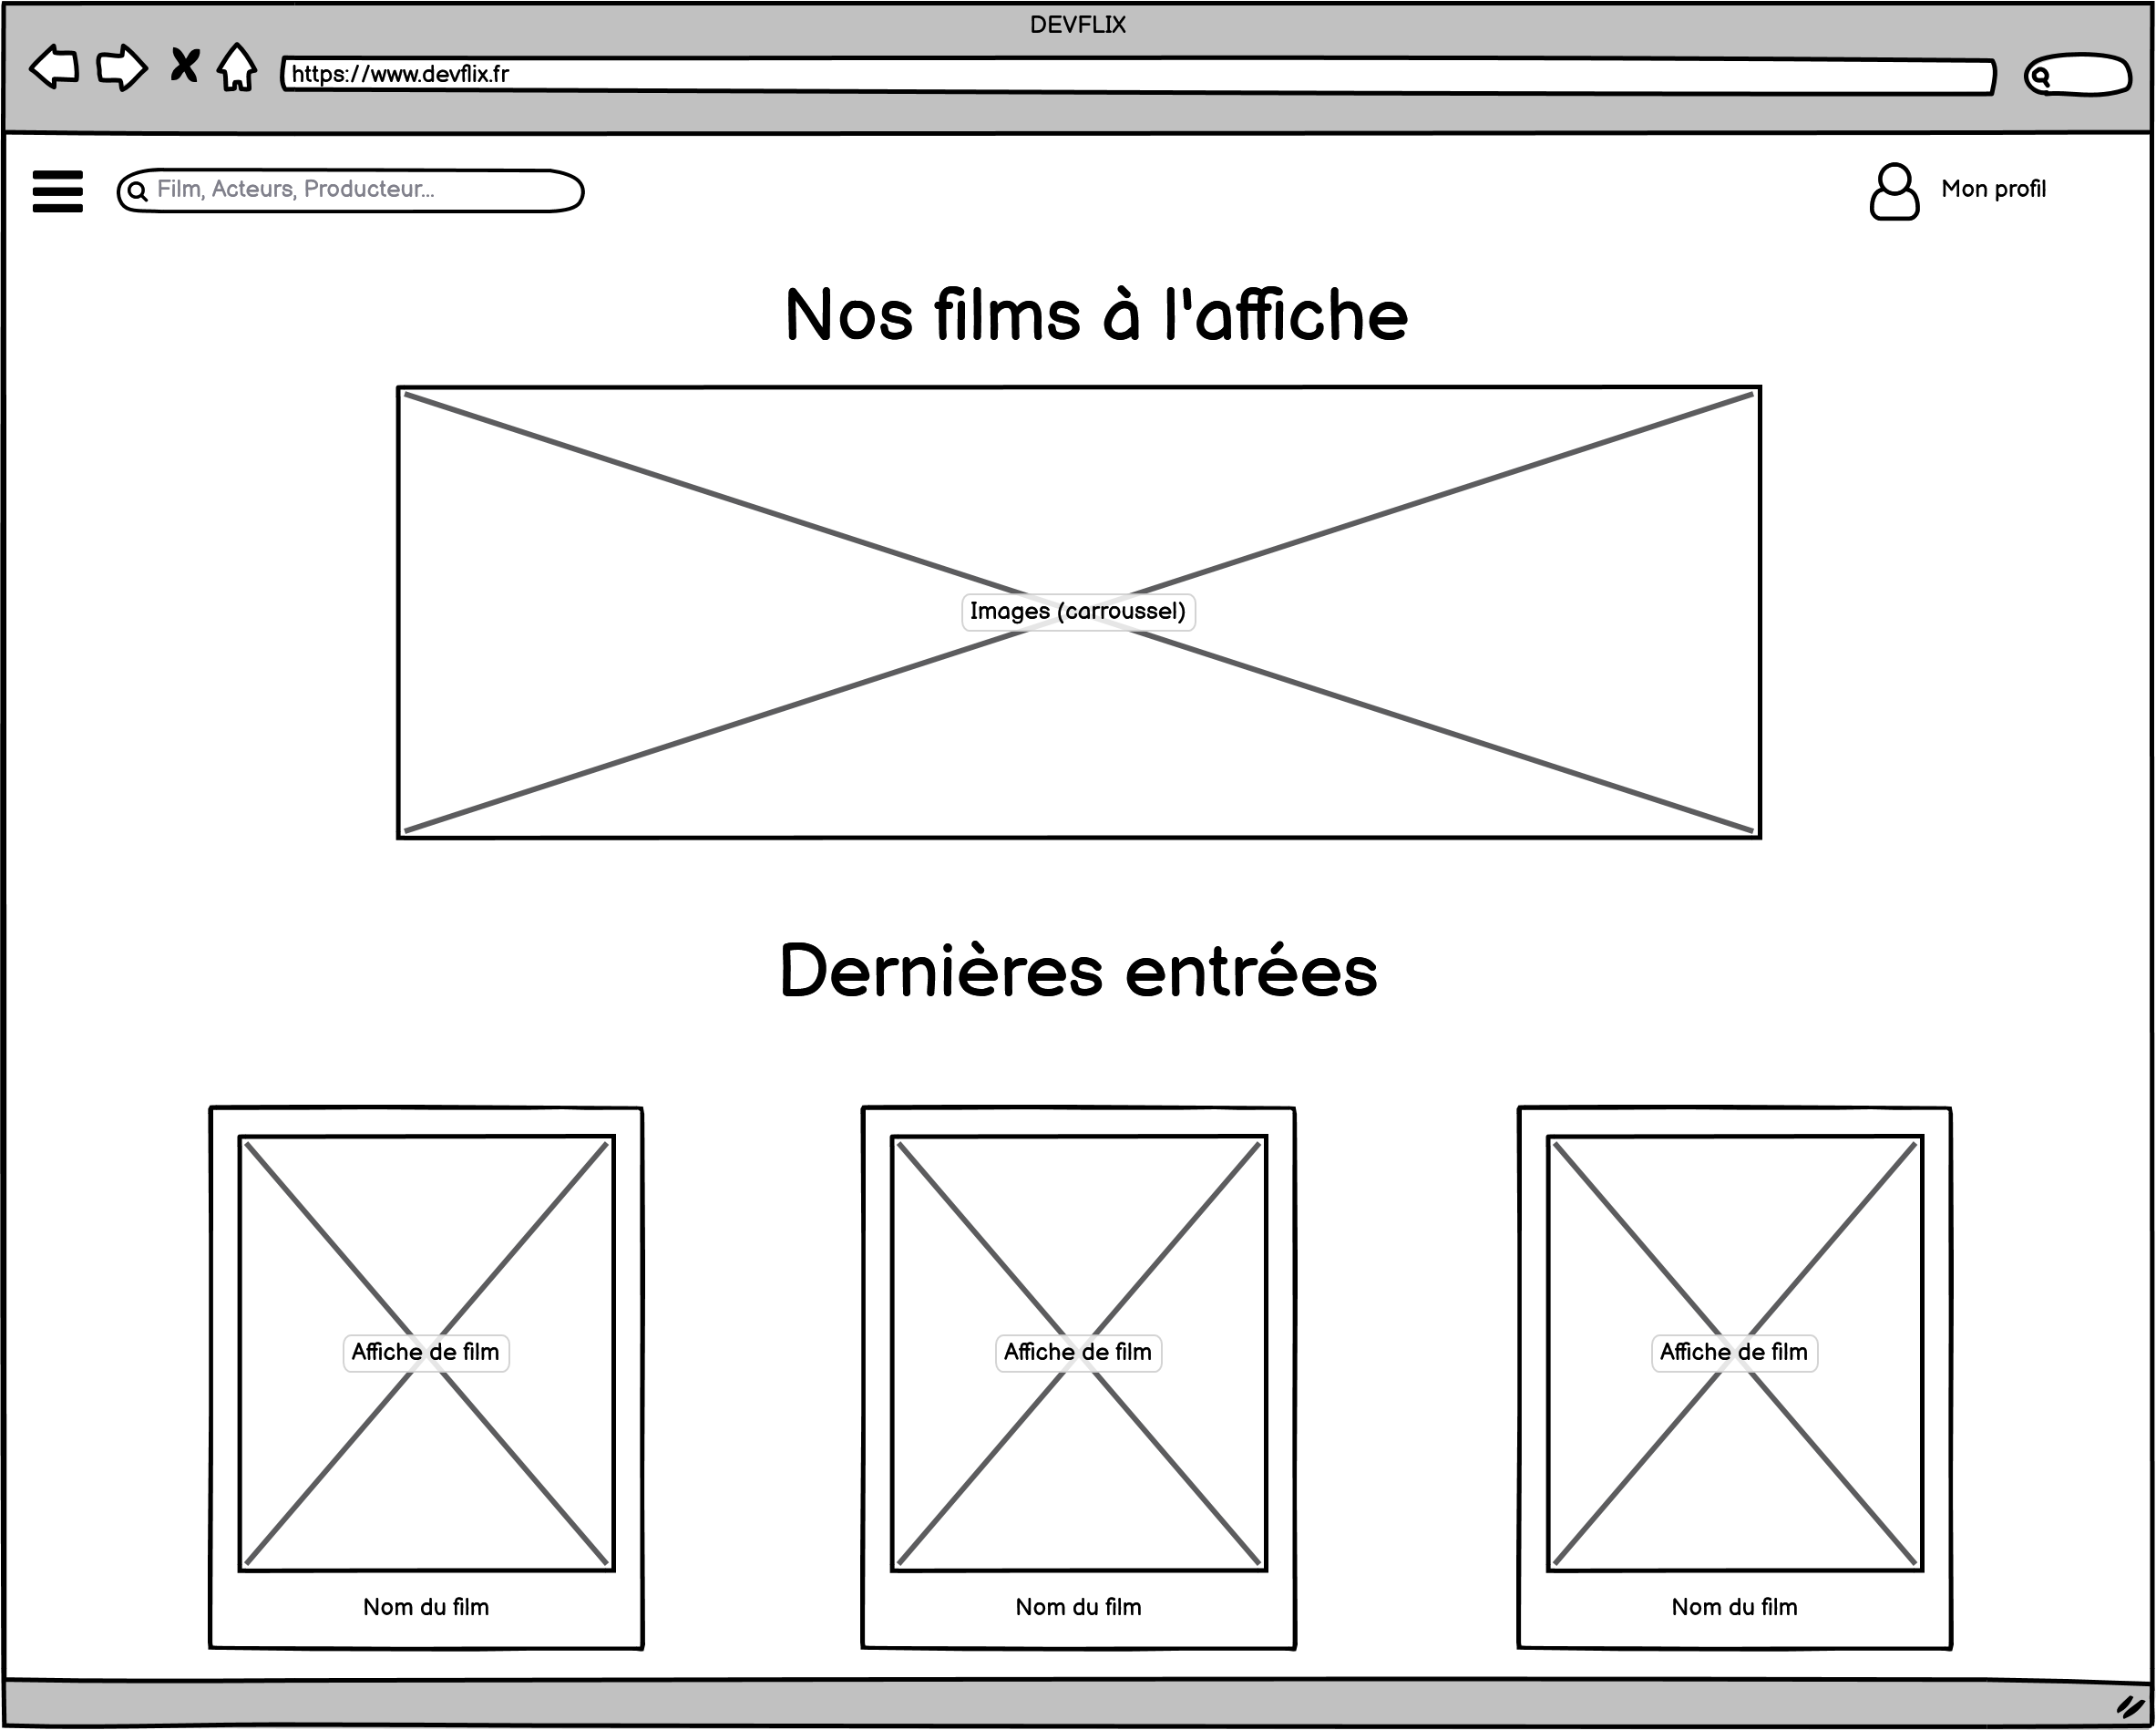 DEVFLIX
https://www.devflix.fr
Film, Acteurs, Producteur...
Mon profil
Nos films à l'affiche
Images (carroussel)
Dernières entrées
Affiche de film
Affiche de film
Affiche de film
Nom du film
Nom du film
Nom du film